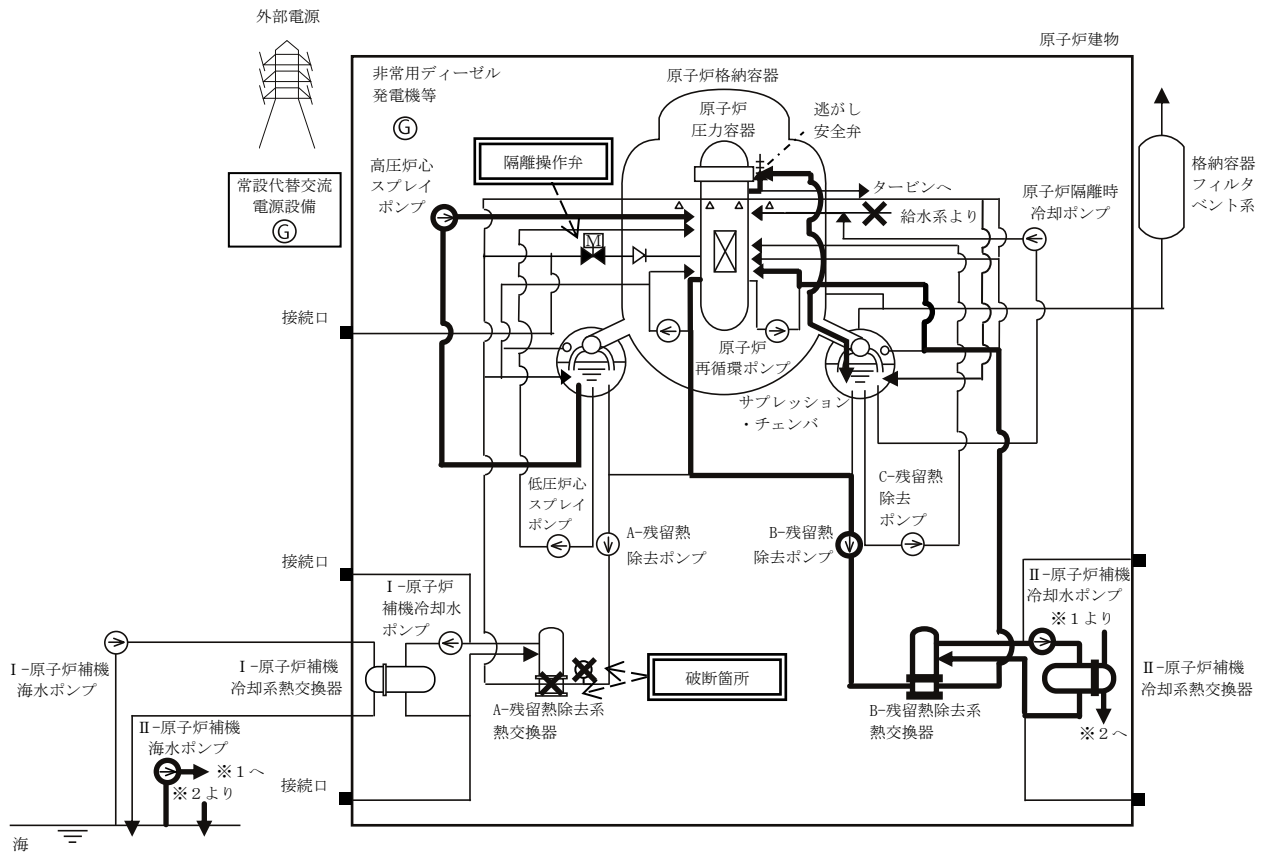 外部電源
原子炉建物
非常用ディーゼル
発電機等
G
原子炉格納容器
原子炉
圧力容器
逃がし
安全弁
隔離操作弁
高圧炉心
スプレイ
ポンプ
常設代替交流
電源設備
G
タービンへ
給水系より
原子炉隔離時
冷却ポンプ
格納容器
フィルタ
ベント系
M
接続口
原子炉
再循環ポンプ
サプレッション
・チェンバ
低圧炉心
スプレイ
ポンプ
A-残留熱
除去ポンプ
B-残留熱
除去ポンプ
C-残留熱
除去
ポンプ
接続口
Ⅰ-原子炉
補機冷却水
ポンプ
Ⅱ-原子炉補機
冷却水ポンプ
※1より
Ⅰ-原子炉補機
海水ポンプ
Ⅰ-原子炉補機
冷却系熱交換器
破断箇所
Ⅱ-原子炉補機
冷却系熱交換器
A-残留熱除去系
熱交換器
B-残留熱除去系
熱交換器
※2へ
Ⅱ-原子炉補機
海水ポンプ
※1へ
※2より
接続口
海